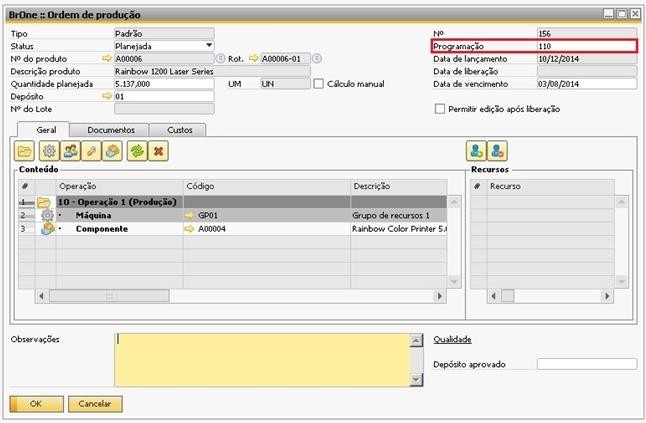 BrOne :: Ordem de produção
Tipo Padrão Nº 156
Status Planejada Programação 110
Nº do produto A00006 Rot. A00006-01 Data de lançamento 10/12/2014
Descrição produto Rainbow 1200 Laser Series Data de liberação
Quantidade planejada 5.137,000 UM UN Cálculo manual Data de vencimento 03/08/2014
Depósito 01
Nº do Lote Permitir edição após liberação
Geral Documentos Custos
Conteúdo Recursos
# Operação Código Descrição # Recurso
1 10 - Operação 1 (Produção)
2 Máquina GP01 Grupo de recursos 1
3 Componente A00004 Rainbow Color Printer 5.
Observações Qualidade
Depósito aprovado
OK Cancelar